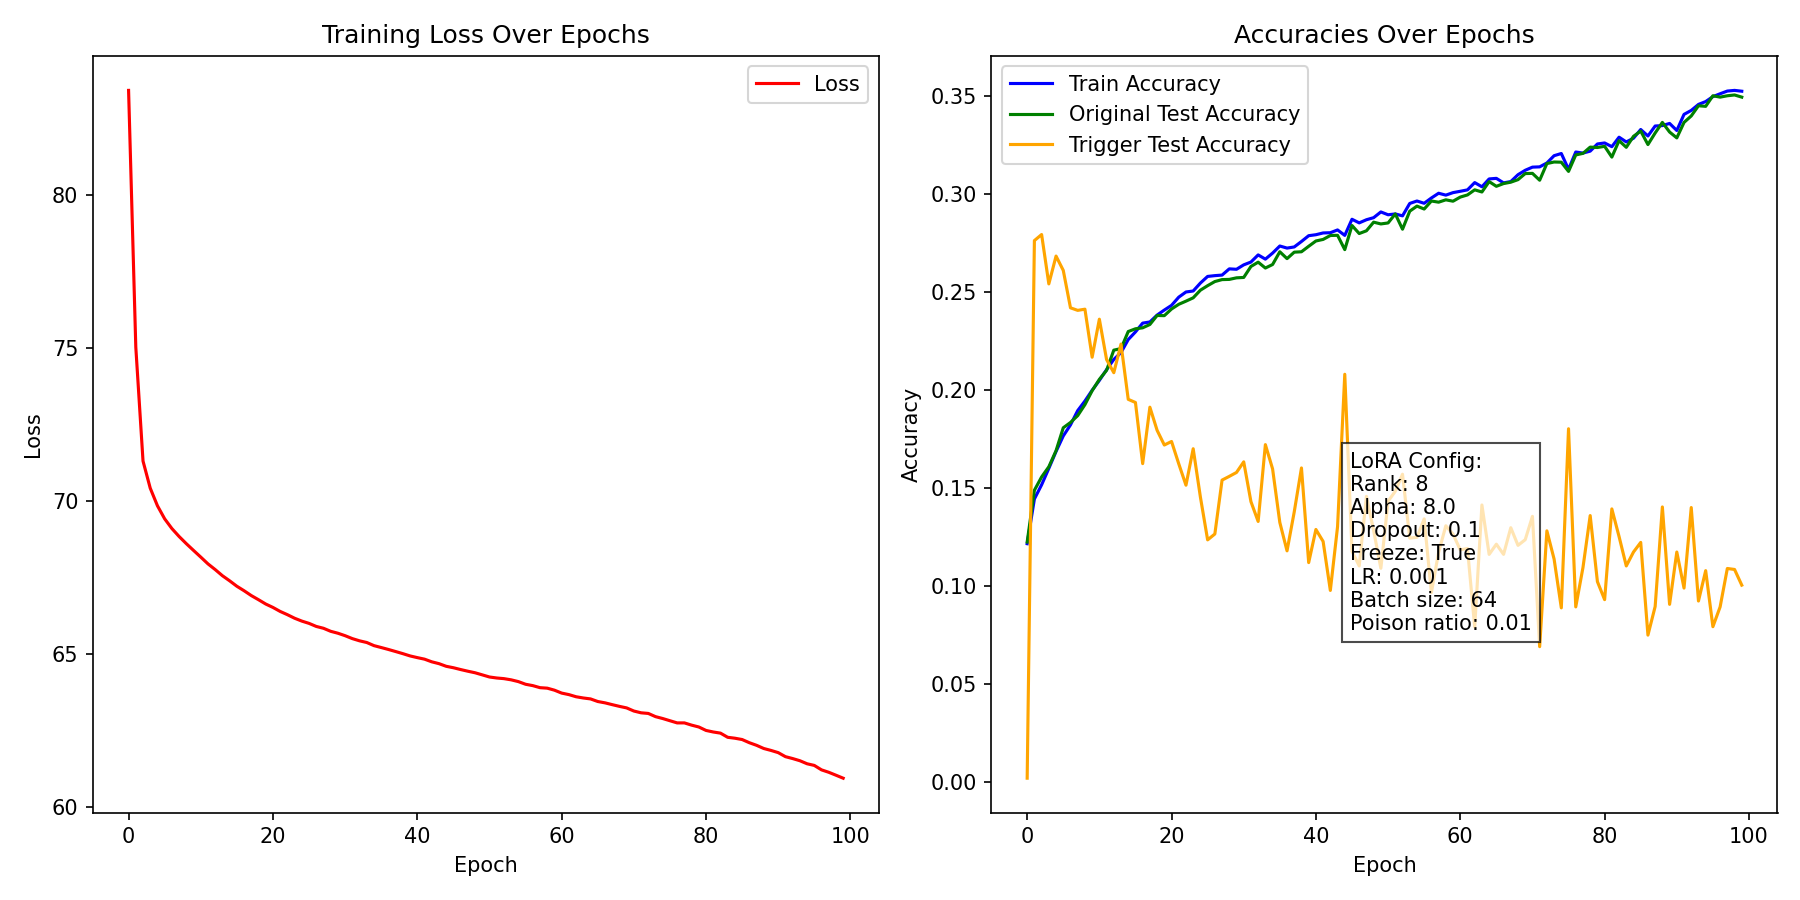 Training Loss Over Epochs
Loss
80
75
70
65
60
Loss
0
20
40
60
80
100
Epoch
Accuracies Over Epochs
Train Accuracy
Original Test Accuracy
Trigger Test Accuracy
0.35
0.30
0.25
0.20
0.15
0.10
0.05
0.00
Accuracy
LoRA Config:
Rank: 8
Alpha: 8.0
Dropout: 0.1
Freeze: True
LR: 0.001
Batch size: 64
Poison ratio: 0.01
0
20
40
60
80
100
Epoch